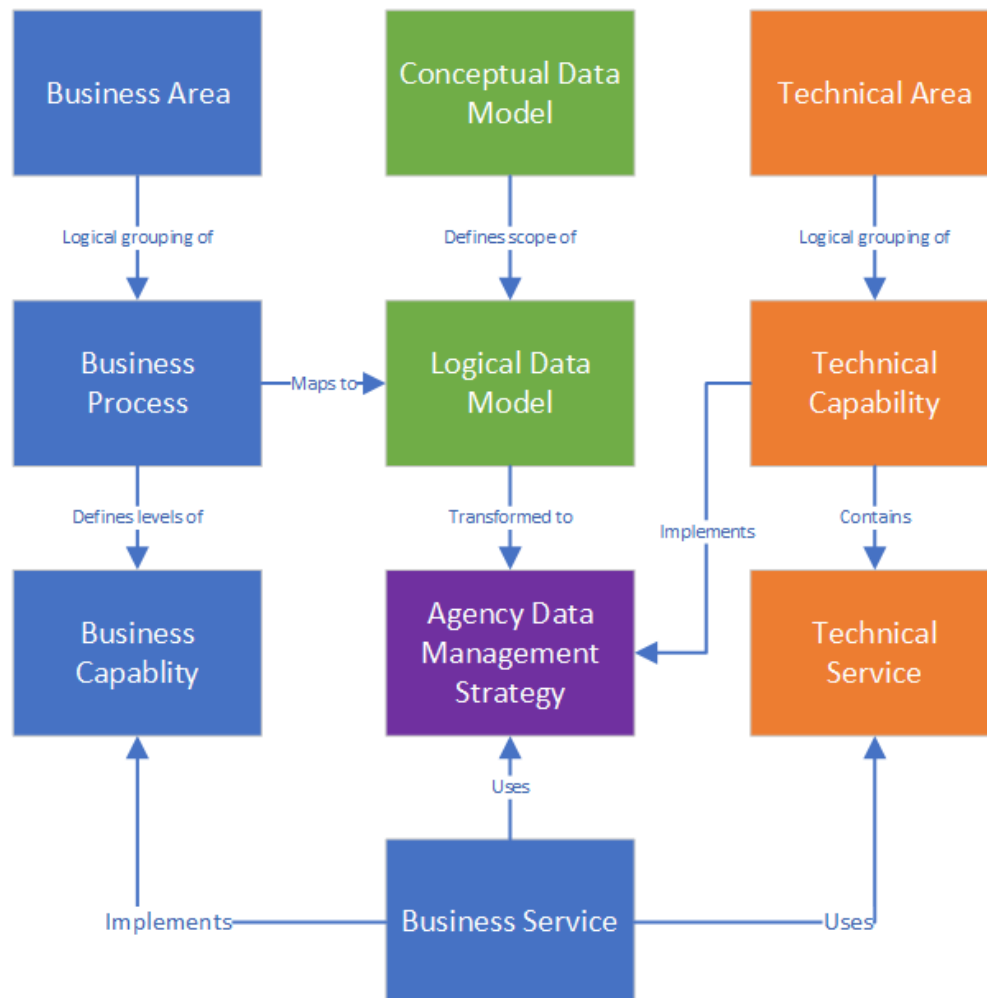 Business Area
Conceptual Data
Model
Technical Area
Logical grouping of
Defines scope of
Logical grouping of
Business
Process
Maps to
Logical Data
Model
Technical
Capability
Defines levels of
Transformed to
Implements
Contains
Business
Capablity
Agency Data
Management
Strategy
Technical
Service
Uses
Implements
Business Service
Uses